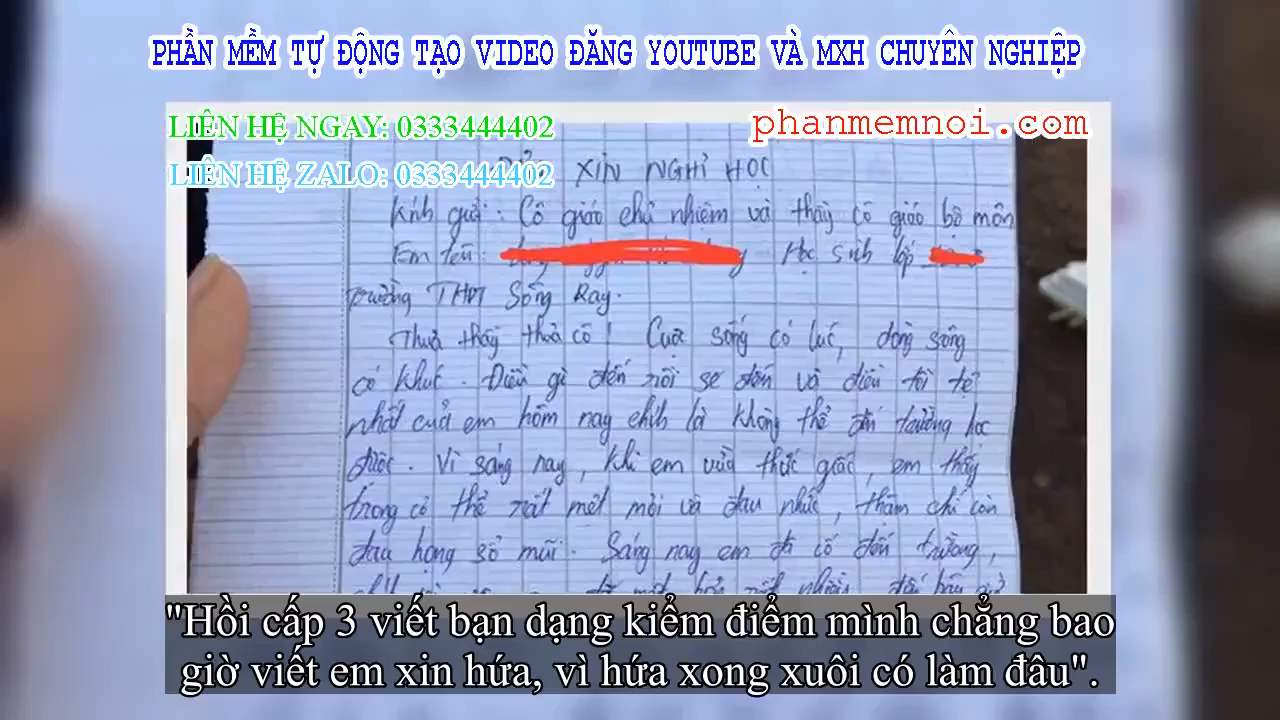 PHẦN MỀM TỰ ĐỘNG TẠO VIDEO ĐĂNG YOUTUBE VÀ MXH CHUYÊN NGHIỆP
LIÊN HỆ NGAY: 0333444402
phanmemnoi.com
LIÊN HỆ ZALO: 0333444402
XIN NGHỈ HỌC
Kính gửi: Cô giáo chủ nhiệm và thầy cô giáo bộ môn
Em tên: Học sinh lớp
Trường THPT Sông Ray.
Thưa thầy thưa cô! Cuộc sống có lúc, dòng sông
có khúc. Điều gì đến rồi sẽ đến và điều tồi tệ
nhất của em hôm nay chính là không thể đến trường học
được. Vì sáng nay, khi em vừa thức giấc, em thấy
trong cơ thể rất mệt mỏi và đau nhức, thậm chí còn
đau họng sổ mũi. Sáng nay em đã cố đến trường,
"Hồi cấp 3 viết bạn dạng kiểm điểm mình chẳng bao
giờ viết em xin hứa, vì hứa xong xuôi có làm đâu".